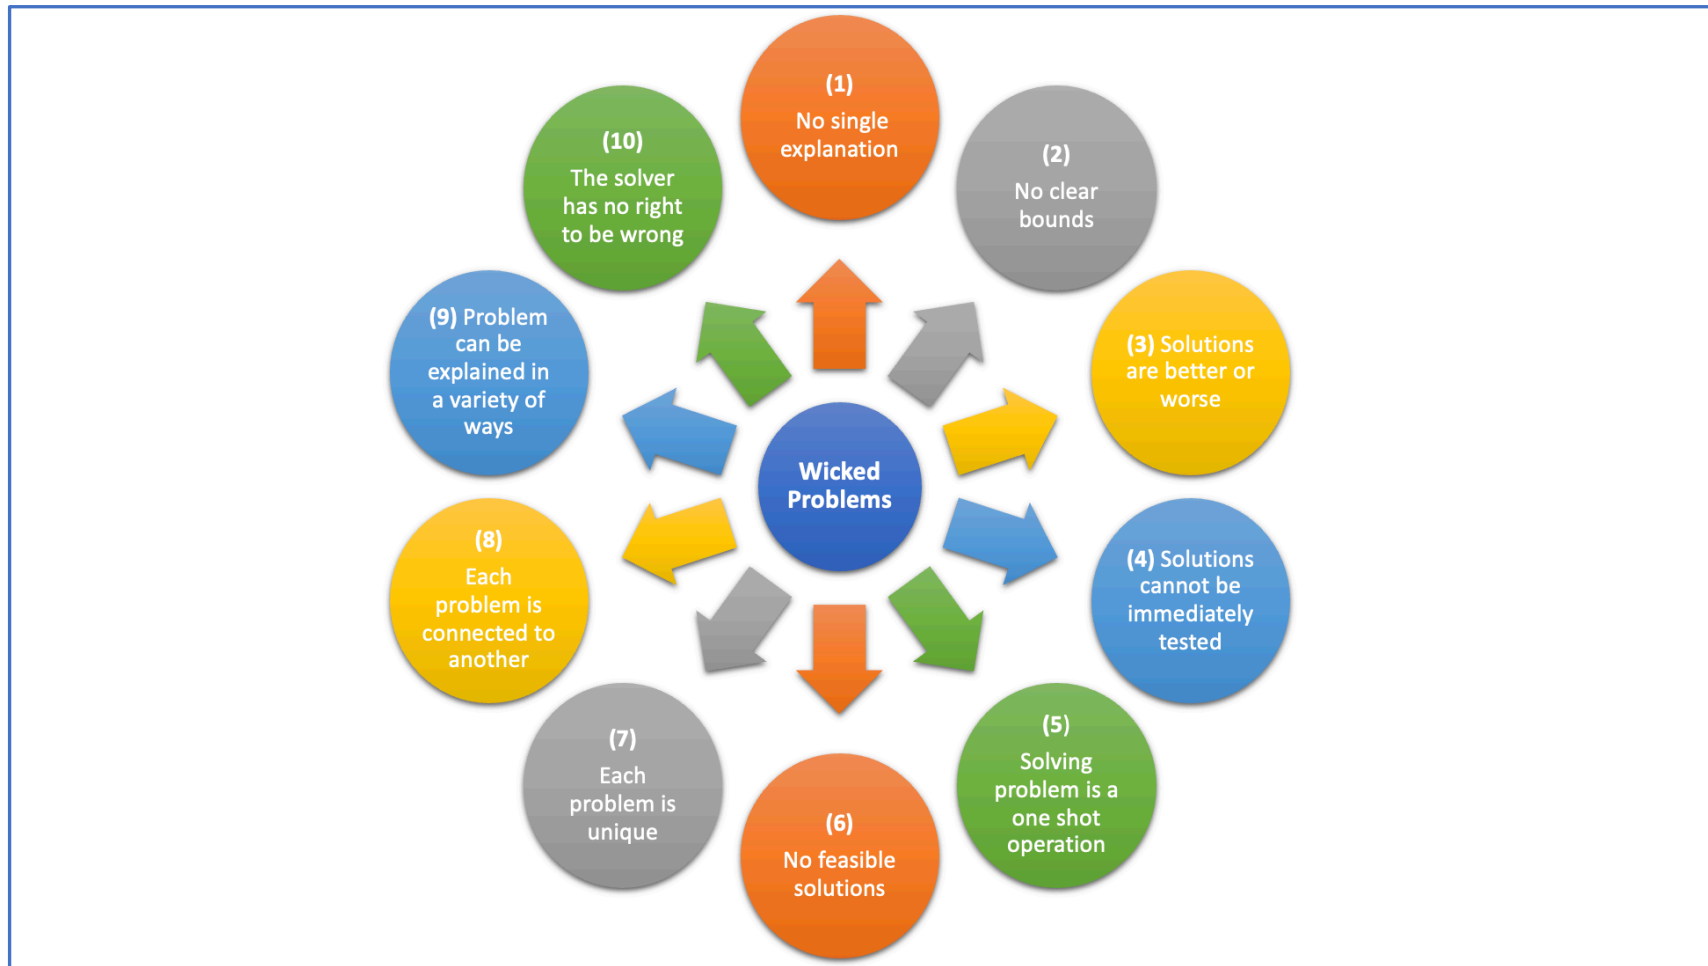 (1)
No single
explanation
(2)
No clear
bounds
(3) Solutions
are better or
worse
(4) Solutions
cannot be
immediately
tested
(5)
Solving
problem is a
one shot
operation
(6)
No feasible
solutions
(7)
Each
problem is
unique
(8)
Each
problem is
connected to
another
(9) Problem
can be
explained in
a variety of
ways
(10)
The solver
has no right
to be wrong
Wicked
Problems